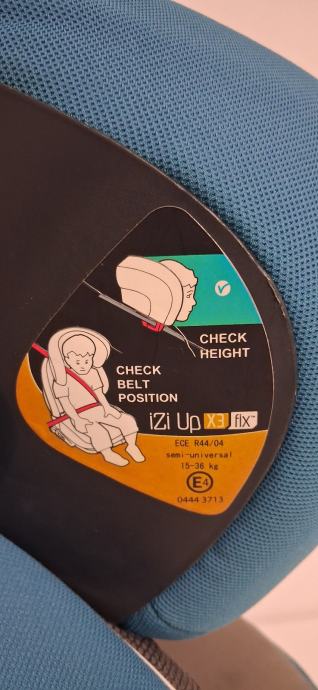 CHECK
HEIGHT
CHECK
BELT
POSITION
iZi Up X3 fix™
ECE R44/04
semi-universal
15-36 kg
E4
0444 3713